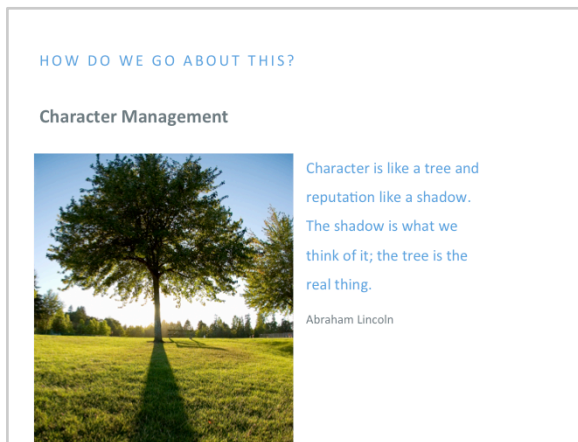 HOW DO WE GO ABOUT THIS?
Character Management
Character is like a tree and
reputation like a shadow.
The shadow is what we
think of it; the tree is the
real thing.
Abraham Lincoln